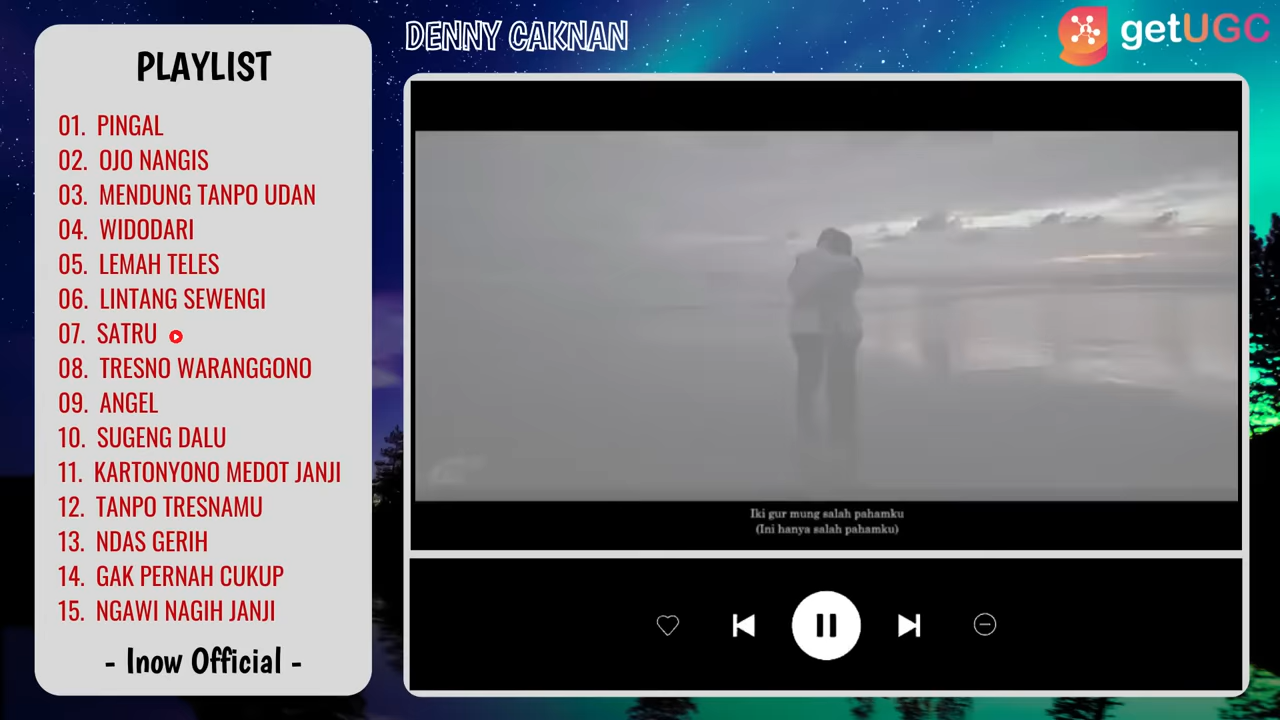 PLAYLIST
01. PINGAL
02. OJO NANGIS
03. MENDUNG TANPO UDAN
04. WIDODARI
05. LEMAH TELES
06. LINTANG SEWENGI
07. SATRU
08. TRESNO WARANGGONO
09. ANGEL
10. SUGENG DALU
11. KARTONYONO MEDOT JANJI
12. TANPO TRESNAMU
13. NDAS GERIH
14. GAK PERNAH CUKUP
15. NGAWI NAGIH JANJI
- Inow Official -
DENNY CAKNAN
getUGC
Iki gur mung salah pahamku
(Ini hanya salah pahamku)